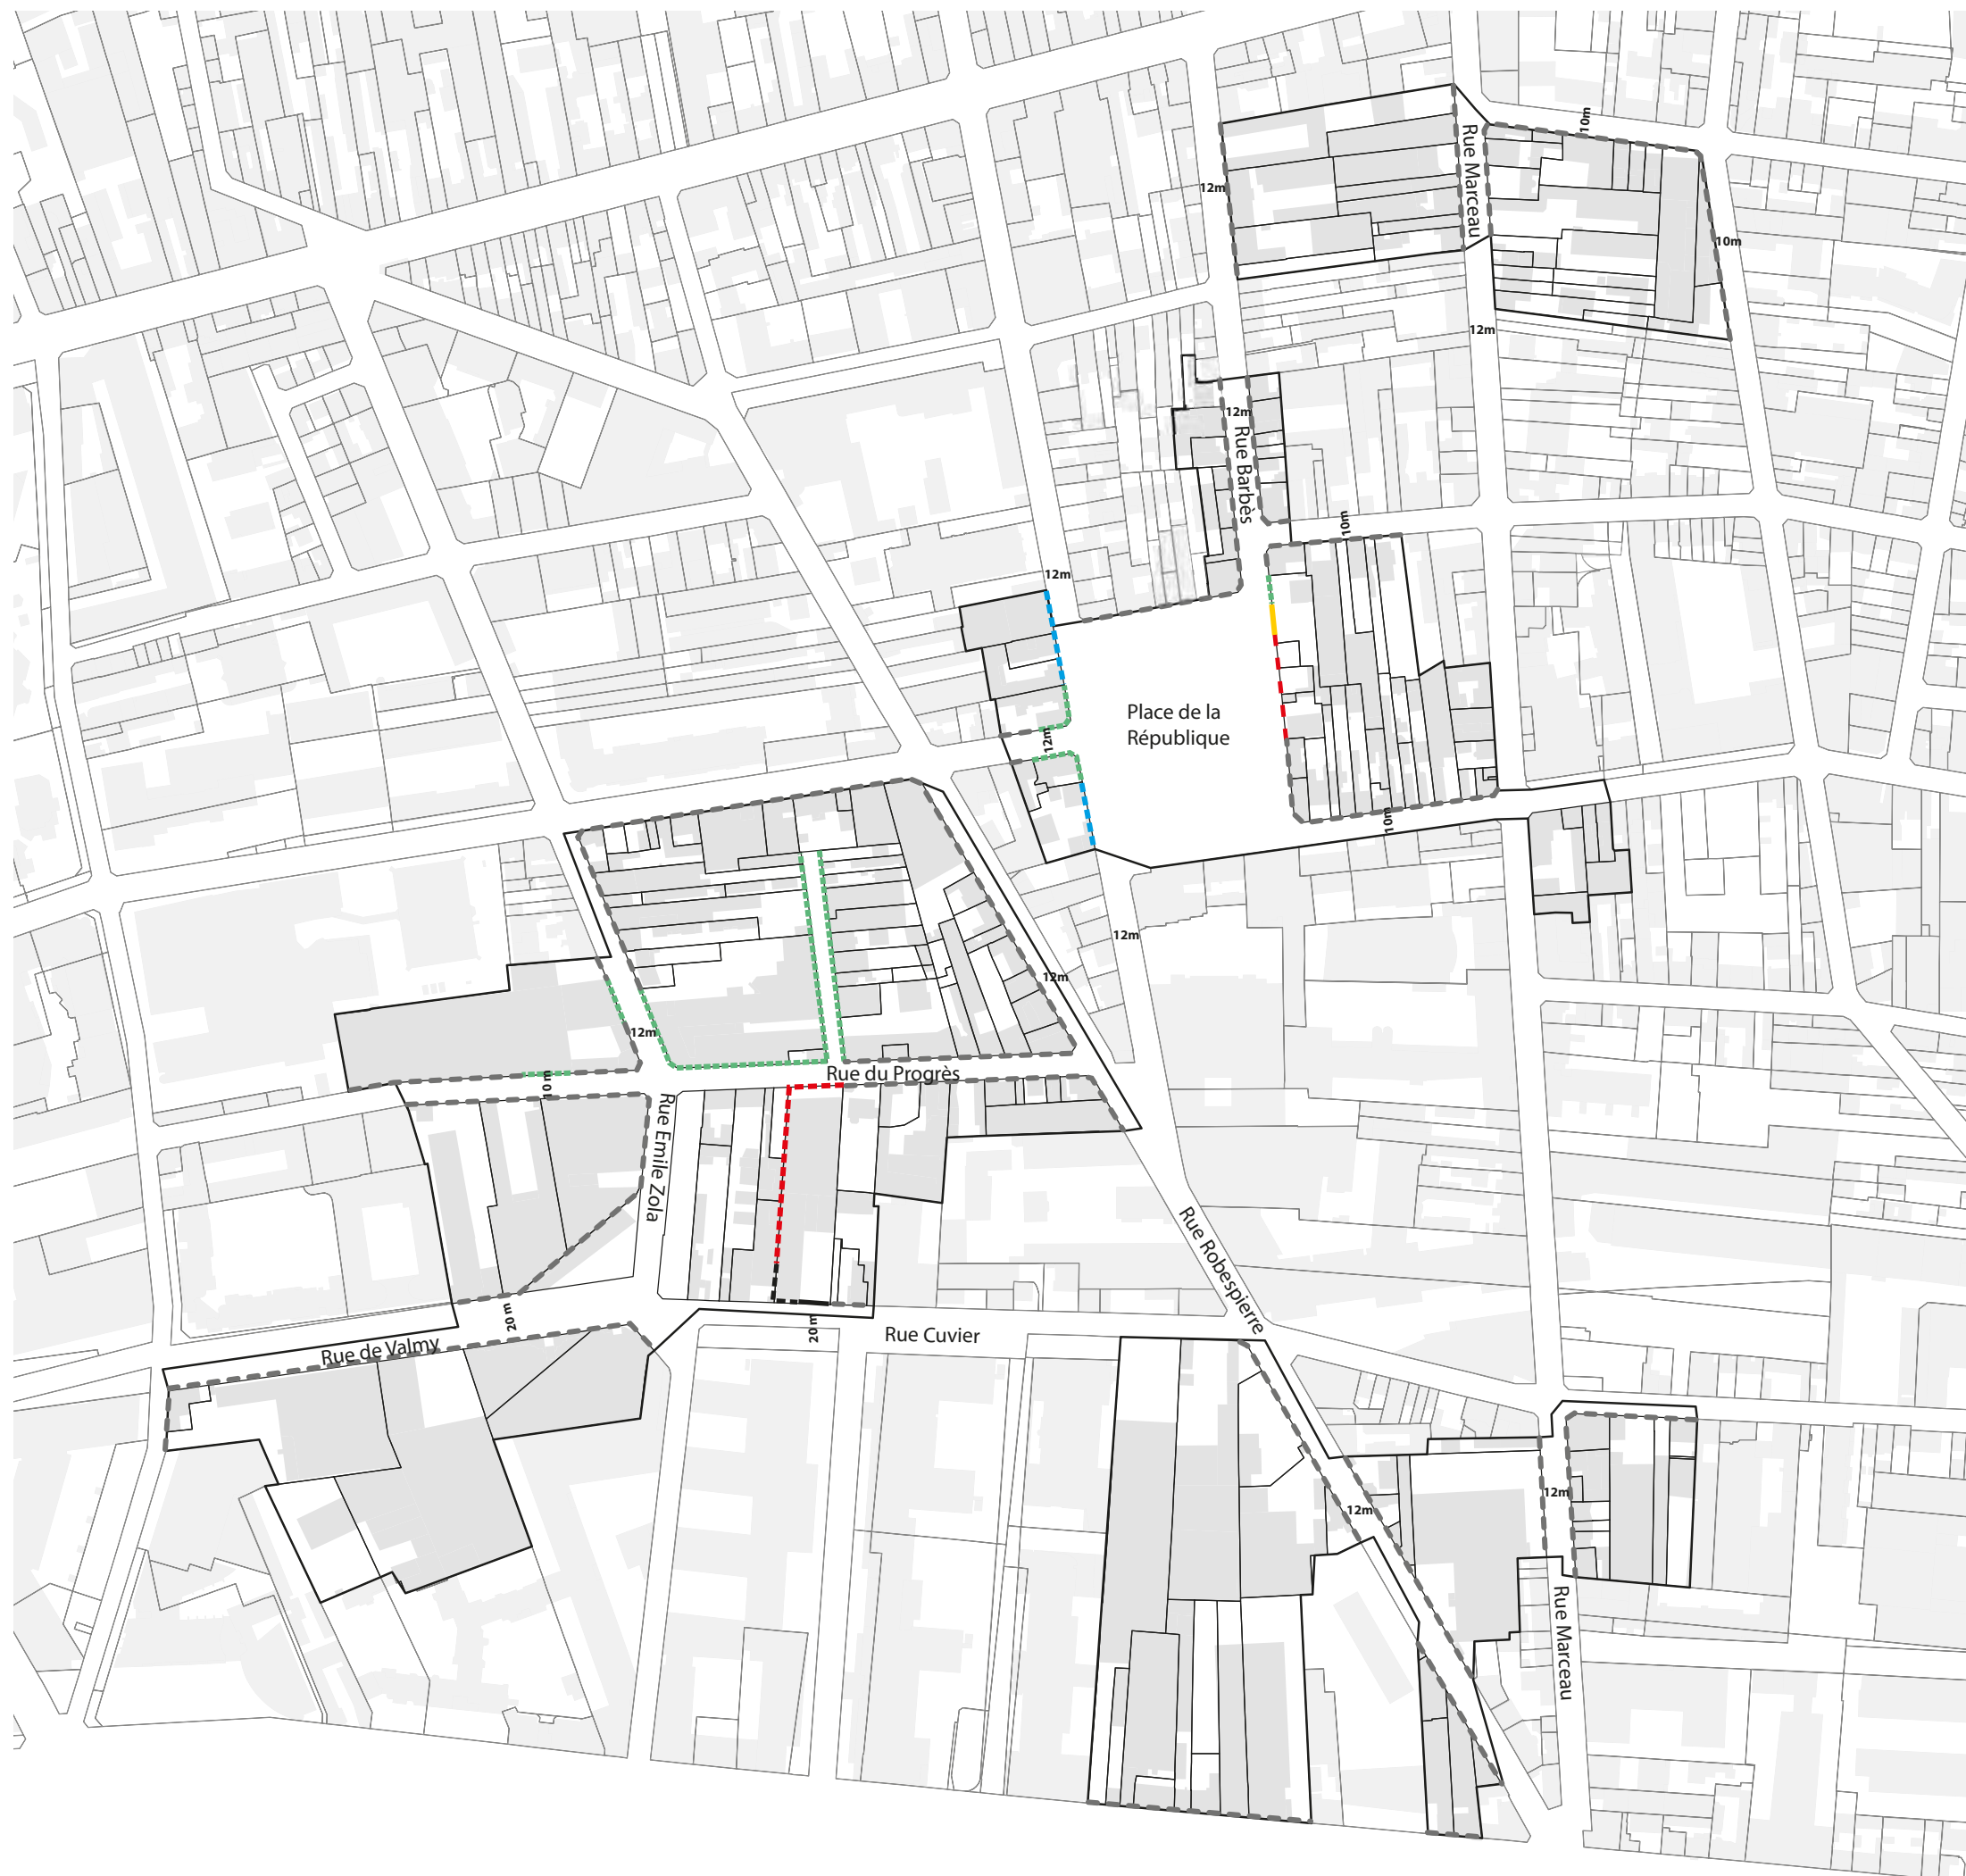 10m
Rue Marceau
12m
10m
12m
12m
Rue Barbès
10m
12m
Place de la
République
12m
10m
12m
12m
12m
Rue du Progrès
10m
Rue Emile Zola
Rue Robespierre
20 m
20m
Rue Cuvier
Rue de Valmy
12m
12m
Rue Marceau